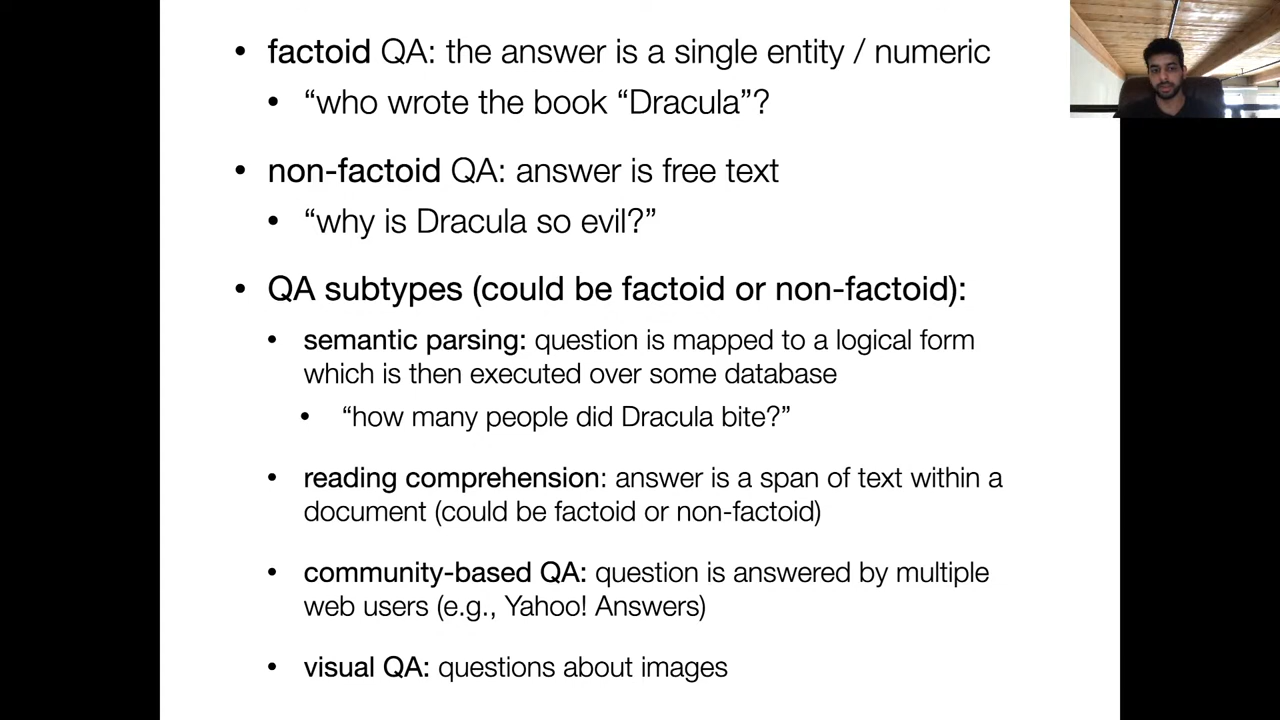 • factoid QA: the answer is a single entity / numeric
• “who wrote the book “Dracula”?
• non-factoid QA: answer is free text
• “why is Dracula so evil?”
• QA subtypes (could be factoid or non-factoid):
• semantic parsing: question is mapped to a logical form
which is then executed over some database
• “how many people did Dracula bite?”
• reading comprehension: answer is a span of text within a
document (could be factoid or non-factoid)
• community-based QA: question is answered by multiple
web users (e.g., Yahoo! Answers)
• visual QA: questions about images